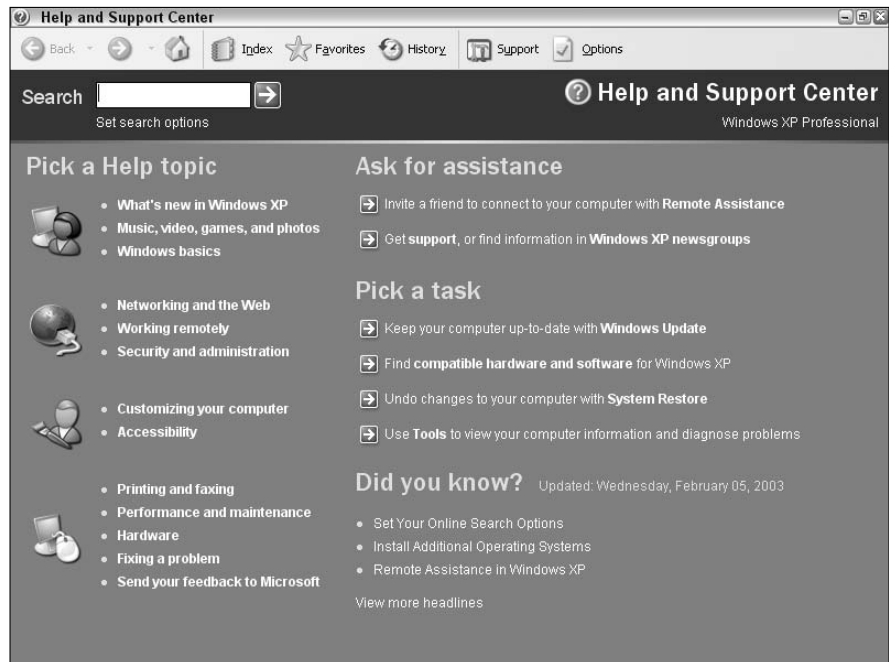 Help and Support Center
Back
Index
Favorites
History
Support
Options
Search
Set search options
Help and Support Center
Windows XP Professional
Pick a Help topic
What's new in Windows XP
Music, video, games, and photos
Windows basics
Networking and the Web
Working remotely
Security and administration
Customizing your computer
Accessibility
Printing and faxing
Performance and maintenance
Hardware
Fixing a problem
Send your feedback to Microsoft
Ask for assistance
Invite a friend to connect to your computer with Remote Assistance
Get support, or find information in Windows XP newsgroups
Pick a task
Keep your computer up-to-date with Windows Update
Find compatible hardware and software for Windows XP
Undo changes to your computer with System Restore
Use Tools to view your computer information and diagnose problems
Did you know? Updated: Wednesday, February 05, 2003
Set Your Online Search Options
Install Additional Operating Systems
Remote Assistance in Windows XP
View more headlines